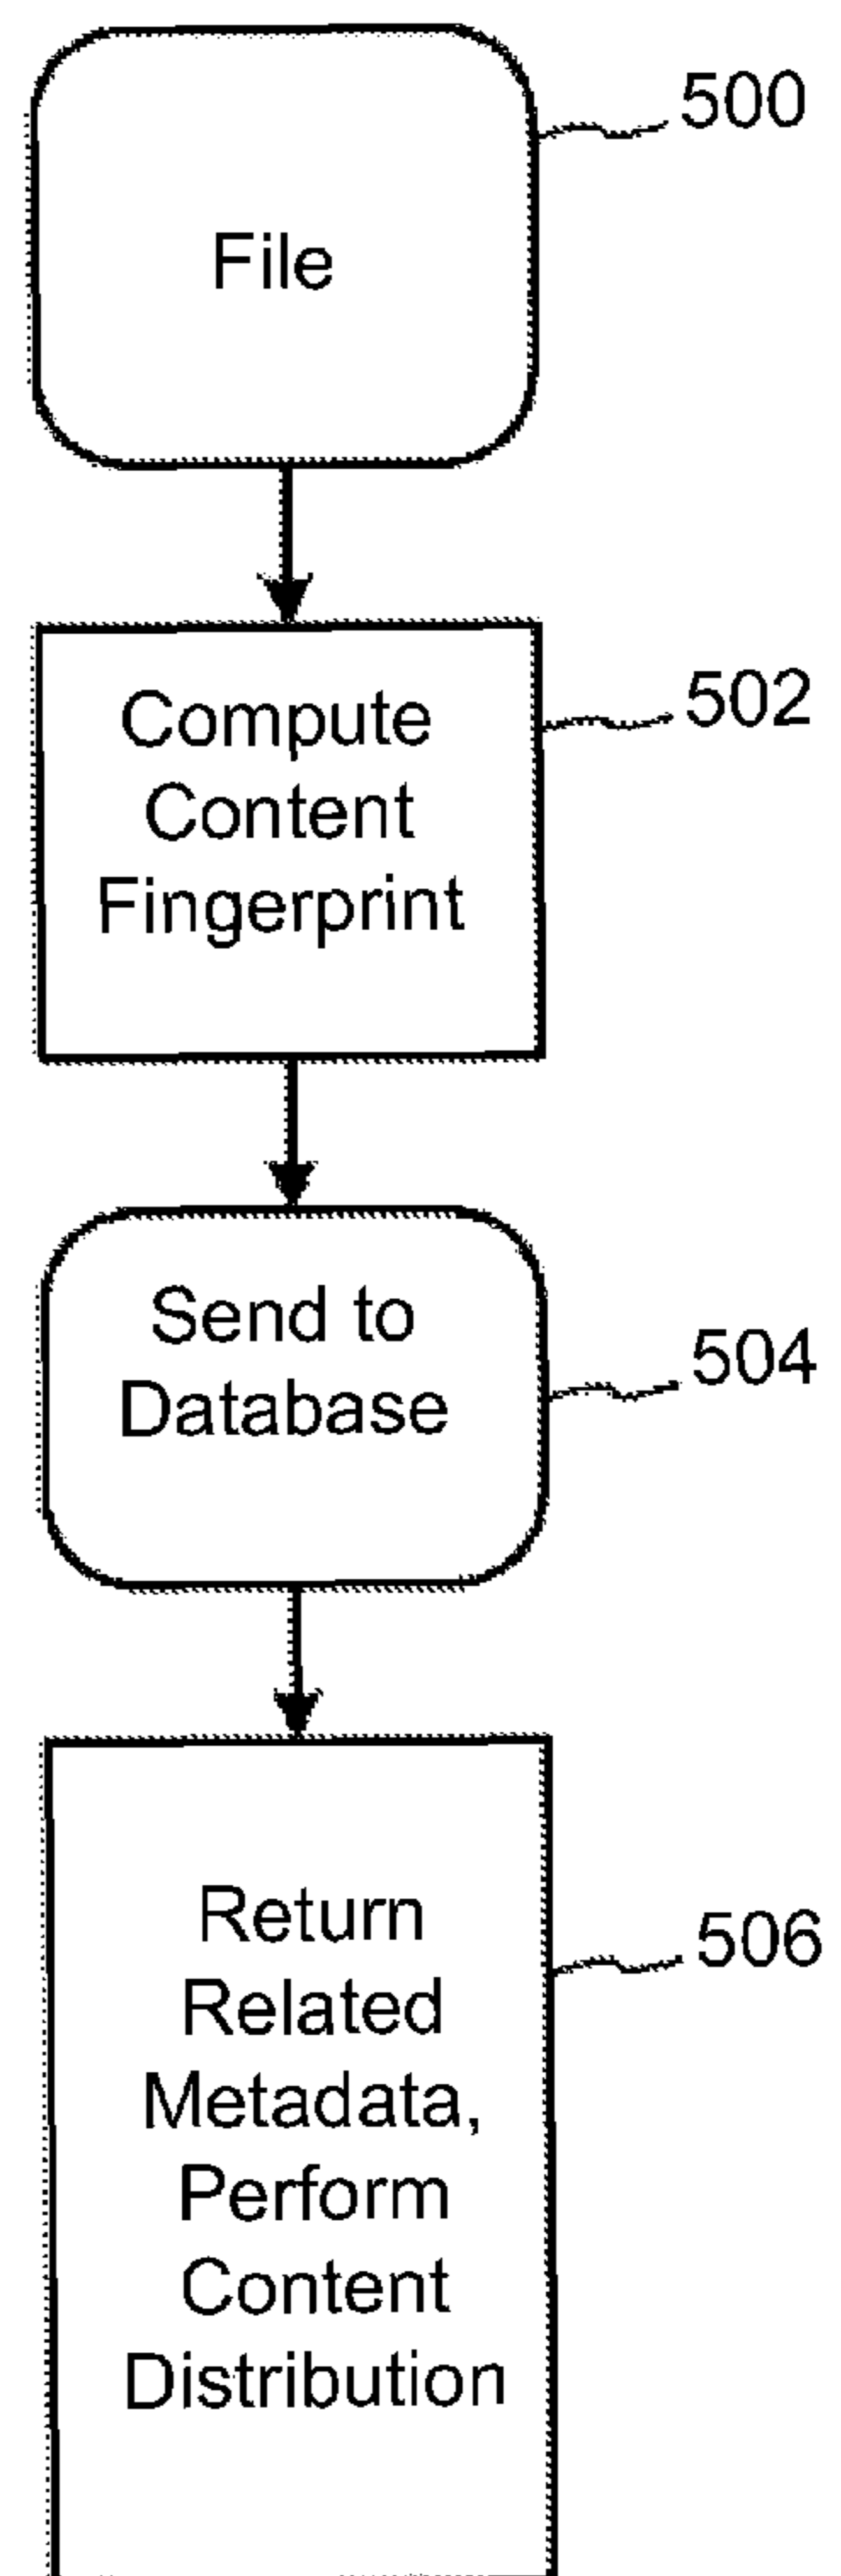 500
File
Compute
502
Content
Fingerprint
Send to
504
Database
Return
506
Related
Metadata,
Perform
Content
Distribution